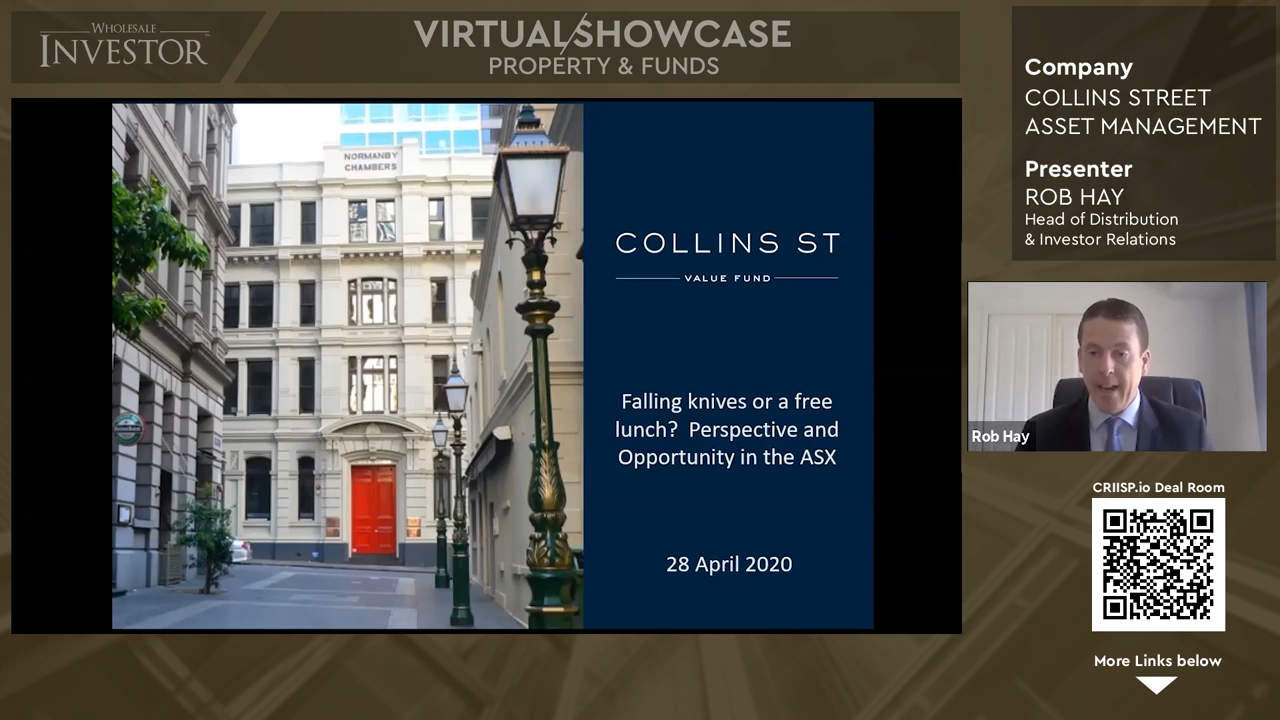 WHOLESALE
INVESTOR
VIRTUAL/SHOWCASE
PROPERTY & FUNDS
NORMANBY
CHAMBERS
Heineken
COLLINS ST
VALUE FUND
Falling knives or a free
lunch? Perspective and
Opportunity in the ASX
28 April 2020
Company
COLLINS STREET
ASSET MANAGEMENT
Presenter
ROB HAY
Head of Distribution
& Investor Relations
Rob Hay
CRIISP.io Deal Room
More Links below